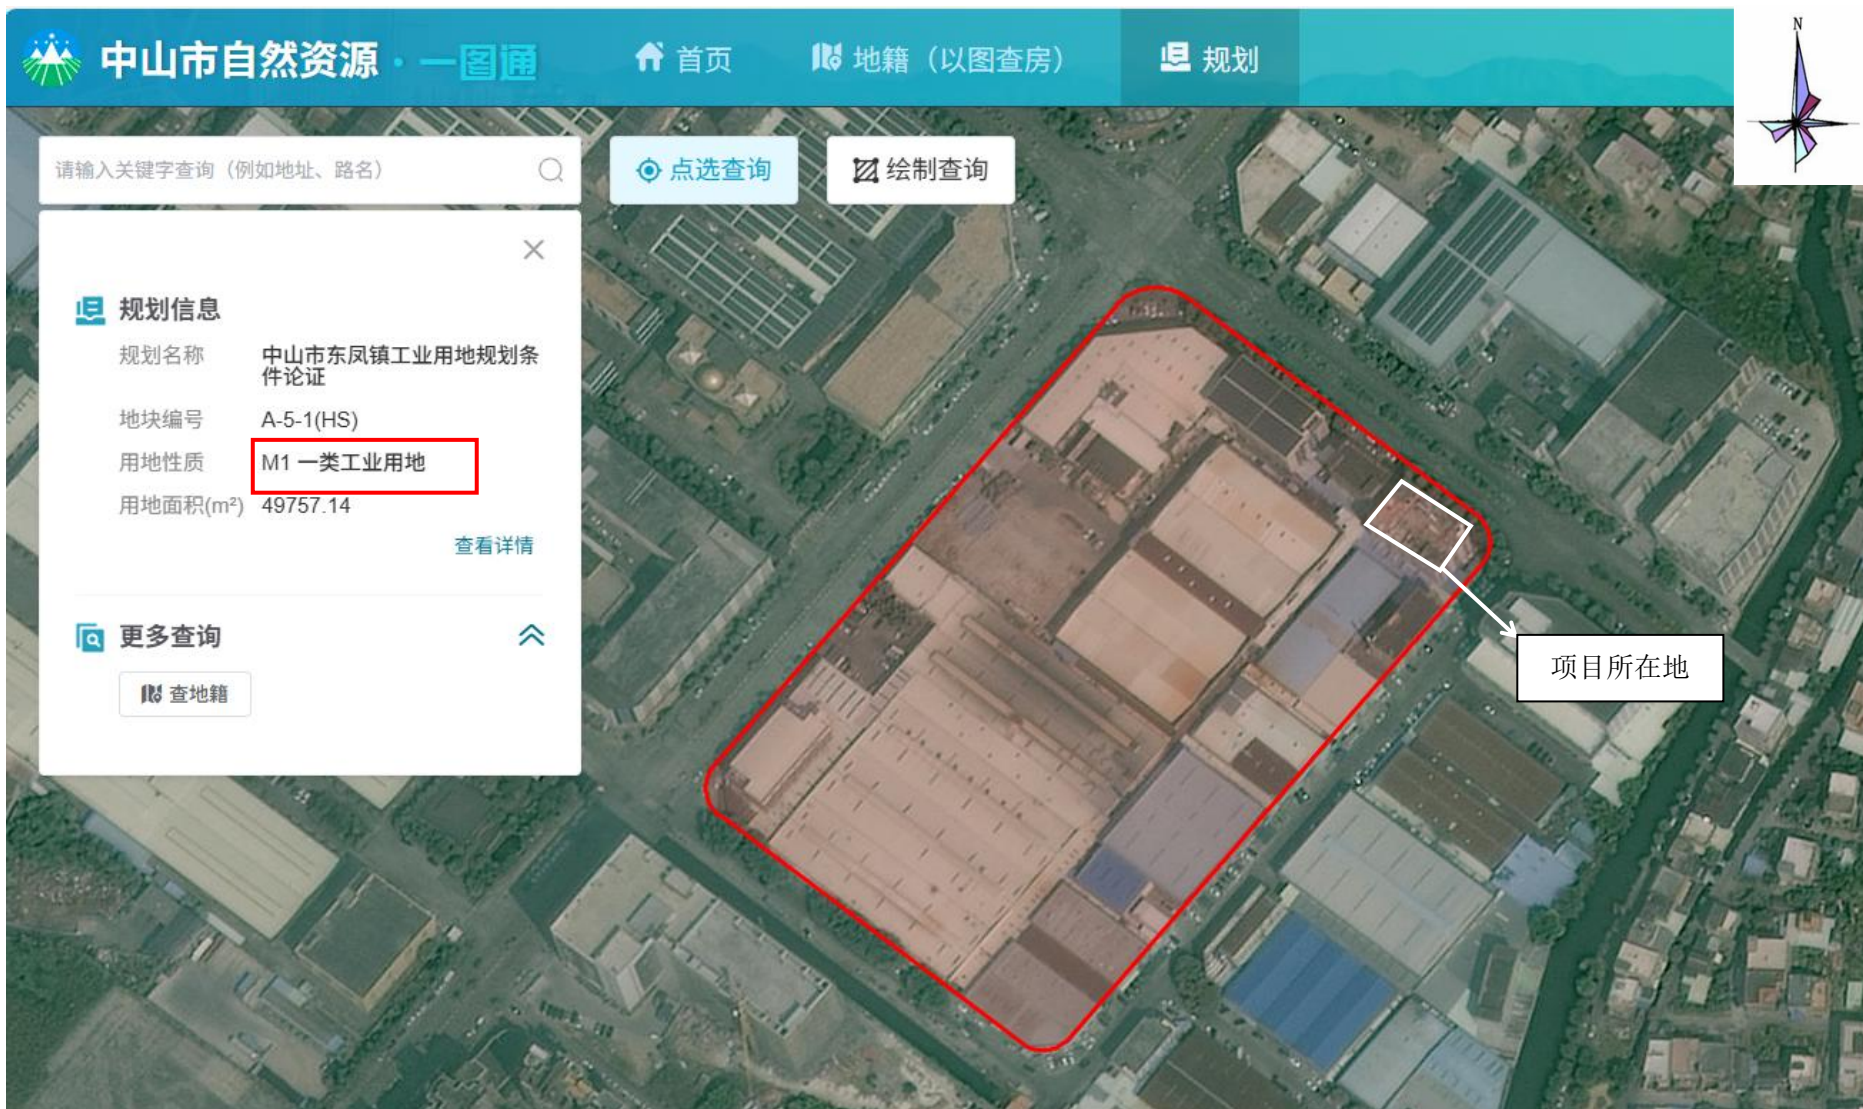 中山市自然资源·一图通
首页
地籍（以图查房）
规划
N
请输入关键字查询（例如地址、路名）
点选查询
绘制查询
规划信息
规划名称 中山市东凤镇工业用地规划条
件论证
地块编号 A-5-1(HS)
用地性质 M1 一类工业用地
用地面积(m²) 49757.14
查看详情
更多查询
查地籍
项目所在地